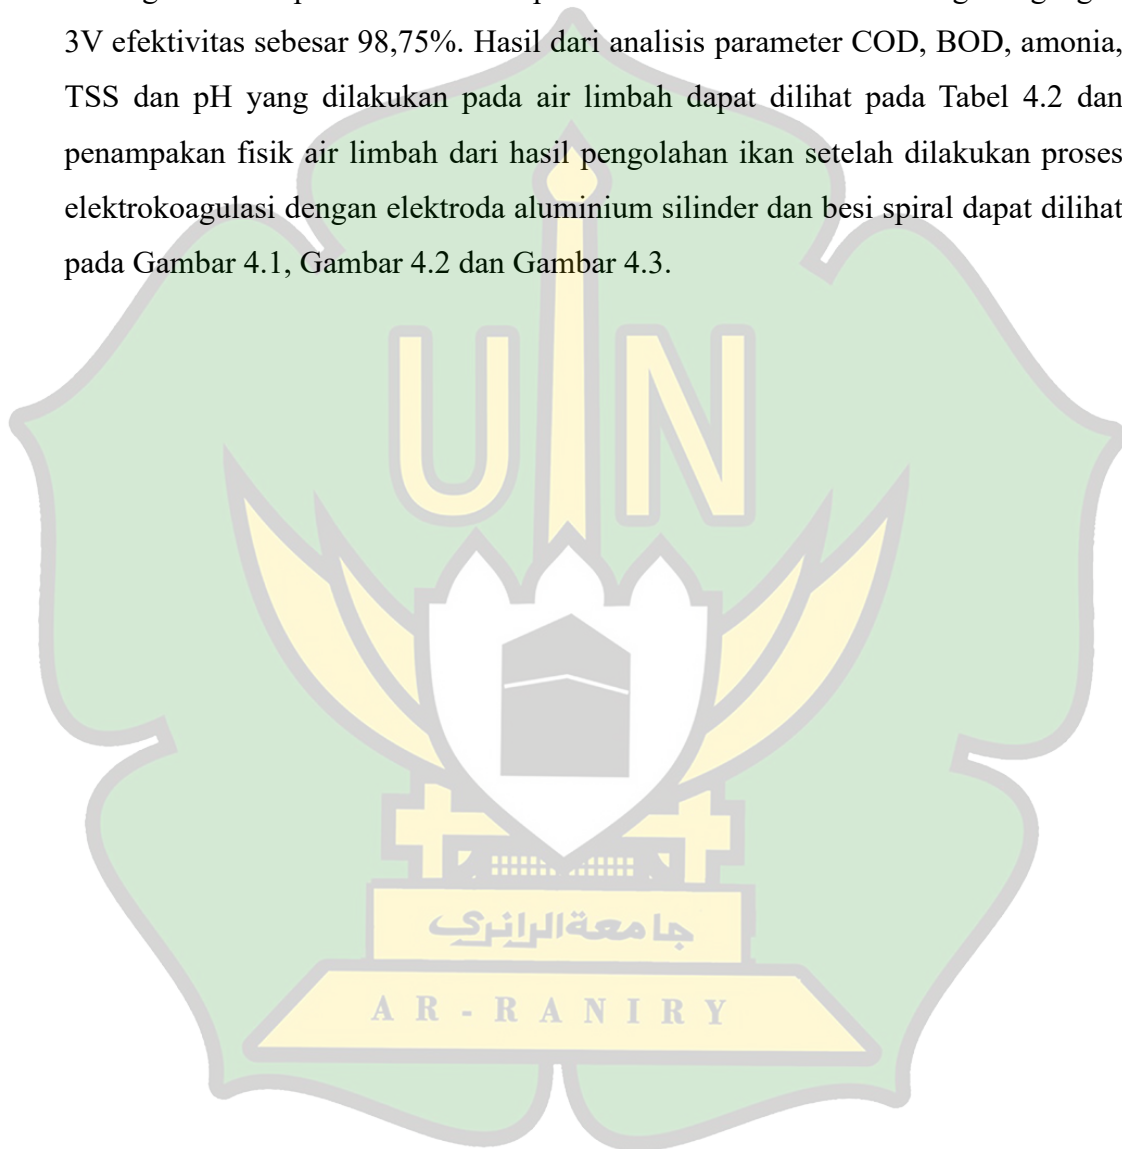 3V efektivitas sebesar 98,75%. Hasil dari analisis parameter COD, BOD, amonia,
TSS dan pH yang dilakukan pada air limbah dapat dilihat pada Tabel 4.2 dan
penampakan fisik air limbah dari hasil pengolahan ikan setelah dilakukan proses
elektrokoagulasi dengan elektroda aluminium silinder dan besi spiral dapat dilihat
pada Gambar 4.1, Gambar 4.2 dan Gambar 4.3.
UIN
جامعة الرانري
AR-RANIRY